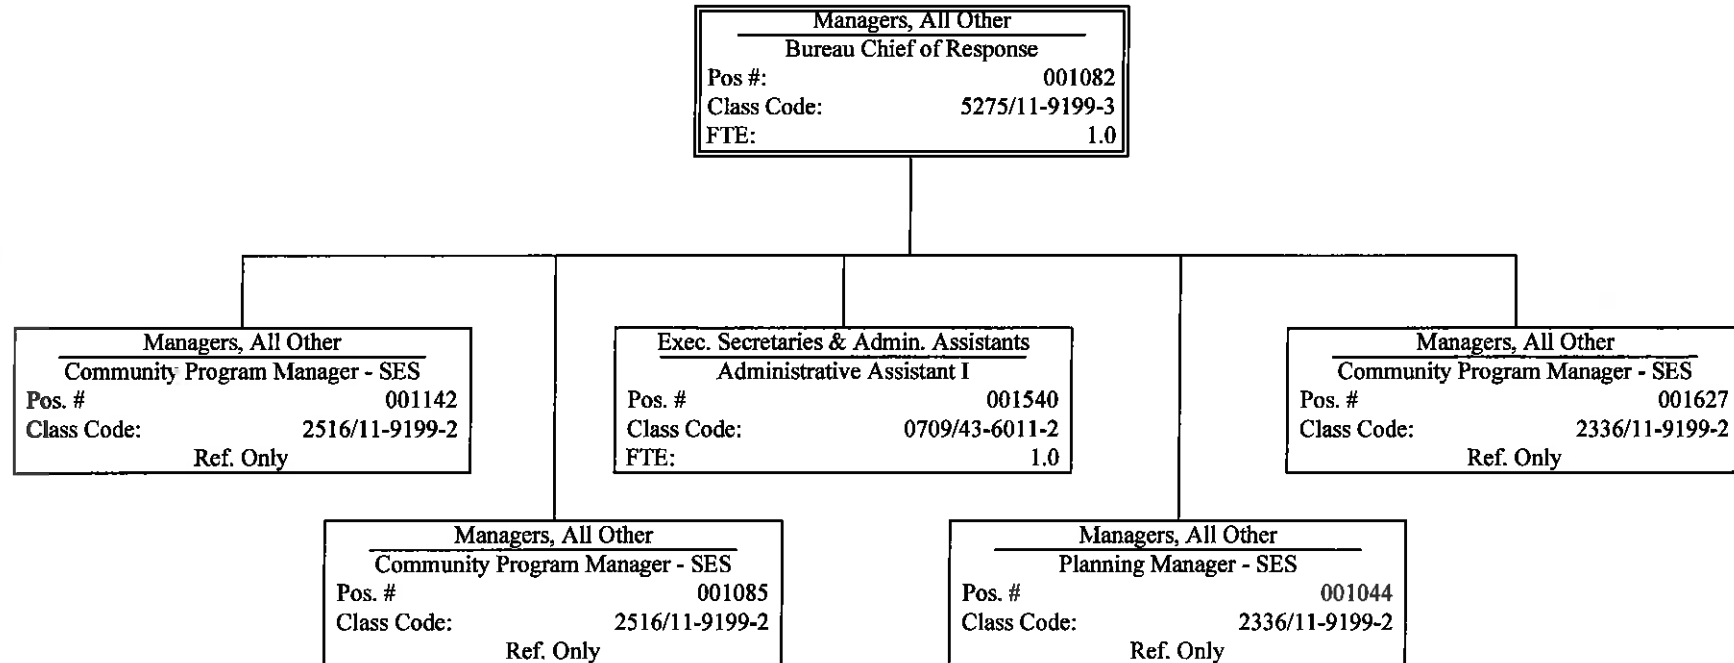 Managers, All Other
Bureau Chief of Response
Pos #: 001082
Class Code: 5275/11-9199-3
FTE: 1.0
Managers, All Other
Community Program Manager - SES
Pos. # 001142
Class Code: 2516/11-9199-2
Ref. Only
Exec. Secretaries & Admin. Assistants
Administrative Assistant I
Pos. # 001540
Class Code: 0709/43-6011-2
FTE: 1.0
Managers, All Other
Community Program Manager - SES
Pos. # 001627
Class Code: 2336/11-9199-2
Ref. Only
Managers, All Other
Community Program Manager - SES
Pos. # 001085
Class Code: 2516/11-9199-2
Ref. Only
Managers, All Other
Planning Manager - SES
Pos. # 001044
Class Code: 2336/11-9199-2
Ref. Only